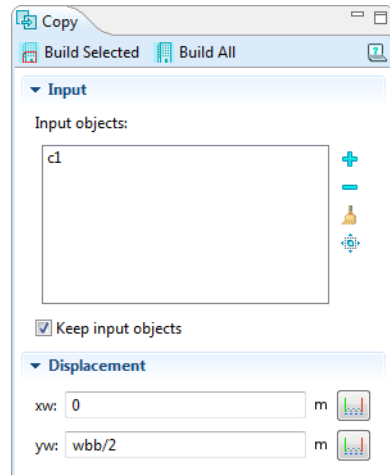 Copy
Build Selected Build All
Input
Input objects:
c1
Keep input objects
Displacement
xw: 0 m
yw: wbb/2 m